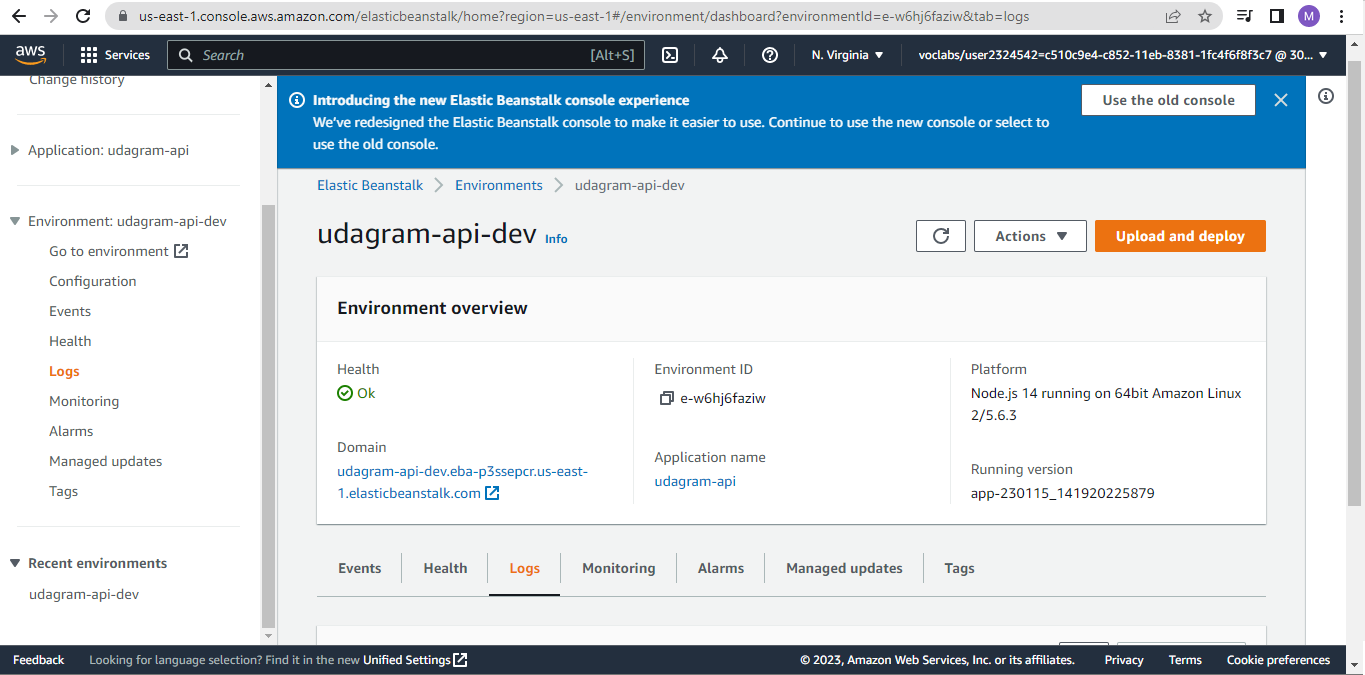 us-east-1.console.aws.amazon.com/elasticbeanstalk/home?region=us-east-1#/environment/dashboard?environmentId=e-w6hj6faziw&tab=logs
M
aws
Services
Search
[Alt+S]
N. Virginia
voclabs/user2324542=c510c9e4-c852-11eb-8381-1fc4f6f8f3c7 @ 30...
Change history
Application: udagram-api
Environment: udagram-api-dev
Go to environment
Configuration
Events
Health
Logs
Monitoring
Alarms
Managed updates
Tags
Recent environments
udagram-api-dev
Introducing the new Elastic Beanstalk console experience
We've redesigned the Elastic Beanstalk console to make it easier to use. Continue to use the new console or select to
use the old console.
Use the old console
Elastic Beanstalk
Environments
udagram-api-dev
udagram-api-dev Info
Actions
Upload and deploy
Environment overview
Health
Ok
Domain
udagram-api-dev.eba-p3ssepcr.us-east-
1.elasticbeanstalk.com
Environment ID
e-w6hj6faziw
Application name
udagram-api
Platform
Node.js 14 running on 64bit Amazon Linux
2/5.6.3
Running version
app-230115_141920225879
Events
Health
Logs
Monitoring
Alarms
Managed updates
Tags
Feedback
Looking for language selection? Find it in the new Unified Settings
© 2023, Amazon Web Services, Inc. or its affiliates.
Privacy
Terms
Cookie preferences